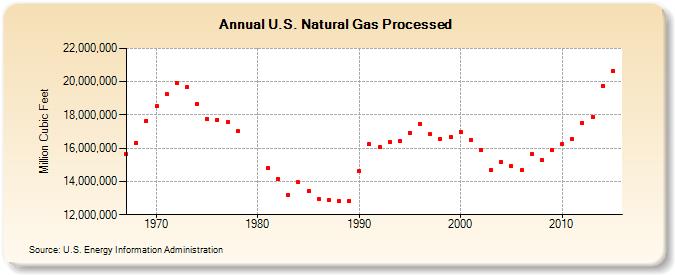 Annual U.S. Natural Gas Processed
Million Cubic Feet
22,000,000
20,000,000
18,000,000
16,000,000
14,000,000
12,000,000
1970 1980 1990 2000 2010
Source: U.S. Energy Information Administration